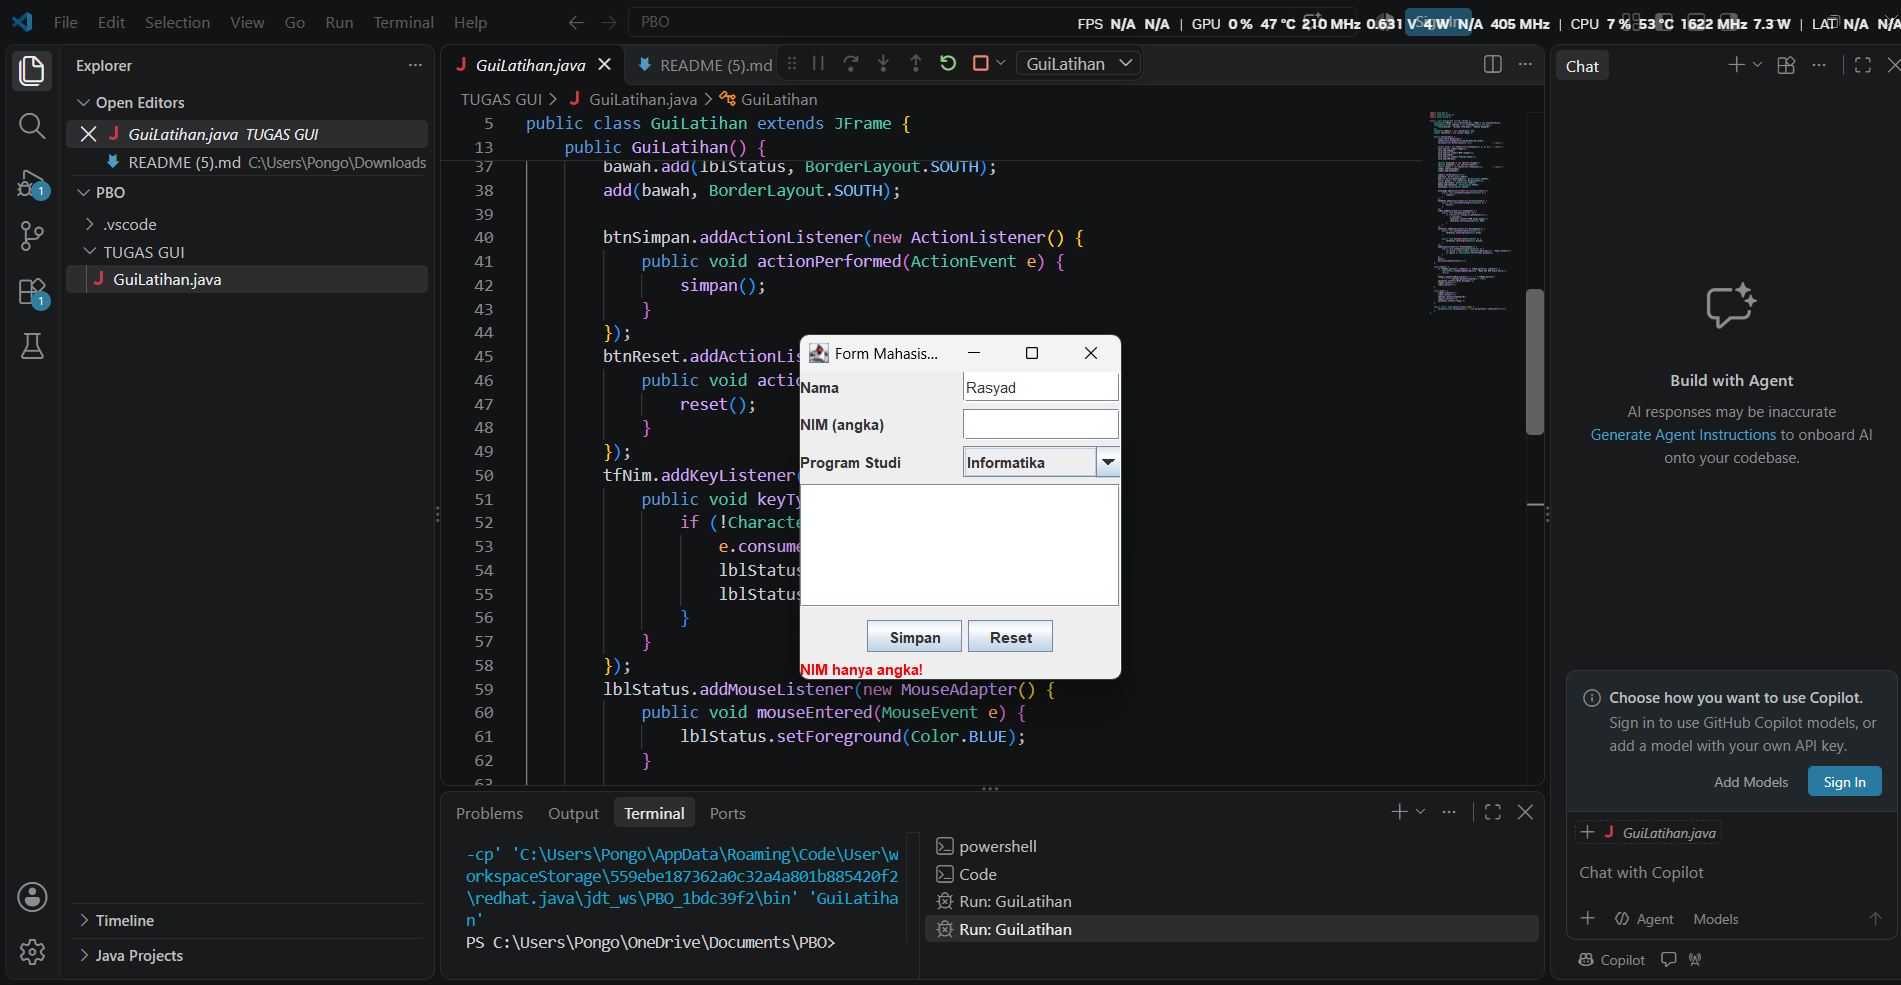 File Edit Selection View Go Run Terminal Help
PBO
FPS N/A N/A | GPU 0 % 47 °C 210 MHz 0.631 V 4 W N/A 405 MHz | CPU 7 % 53 °C 1622 MHz 7.3 W | LAT N/A
Explorer
Open Editors
GuiLatihan.java TUGAS GUI
README (5).md C:\Users\Pongo\Downloads
PBO
.vscode
TUGAS GUI
GuiLatihan.java
1
1
Timeline
Java Projects
GuiLatihan.java
README (5).md
GuiLatihan
TUGAS GUI > GuiLatihan.java > GuiLatihan
5 public class GuiLatihan extends JFrame {
13 public GuiLatihan() {
37 bawah.add(lblStatus, BorderLayout.SOUTH);
38 add(bawah, BorderLayout.SOUTH);
39
40 btnSimpan.addActionListener(new ActionListener() {
41 public void actionPerformed(ActionEvent e) {
42 simpan();
43 }
44 });
45 btnReset.addActionLis
46 public void actio
47 reset();
48 }
49 });
50 tfNim.addKeyListener(
51 public void keyTy
52 if (!Characte
53 e.consume
54 lblStatus
55 lblStatus
56 }
57 }
58 });
59 lblStatus.addMouseListener(new MouseAdapter() {
60 public void mouseEntered(MouseEvent e) {
61 lblStatus.setForeground(Color.BLUE);
62 }
63
Form Mahasis...
Nama Rasyad
NIM (angka)
Program Studi Informatika
Simpan Reset
NIM hanya angka!
Problems Output Terminal Ports
-cp' 'C:\Users\Pongo\AppData\Roaming\Code\User\w
orkspaceStorage\559ebe187362a0c32a4a801b885420f2
\redhat.java\jdt_ws\PBO_1bdc39f2\bin' 'GuiLatiha
n'
PS C:\Users\Pongo\OneDrive\Documents\PBO>
powershell
Code
Run: GuiLatihan
Run: GuiLatihan
Chat
Build with Agent
AI responses may be inaccurate
Generate Agent Instructions to onboard AI
onto your codebase.
Choose how you want to use Copilot.
Sign in to use GitHub Copilot models, or
add a model with your own API key.
Add Models Sign In
GuiLatihan.java
Chat with Copilot
Agent Models
Copilot